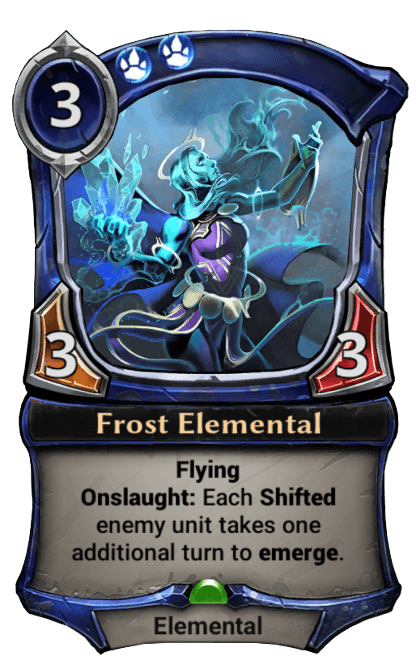 3
3
3
Frost Elemental
Flying
Onslaught: Each Shifted
enemy unit takes one
additional turn to emerge.
Elemental